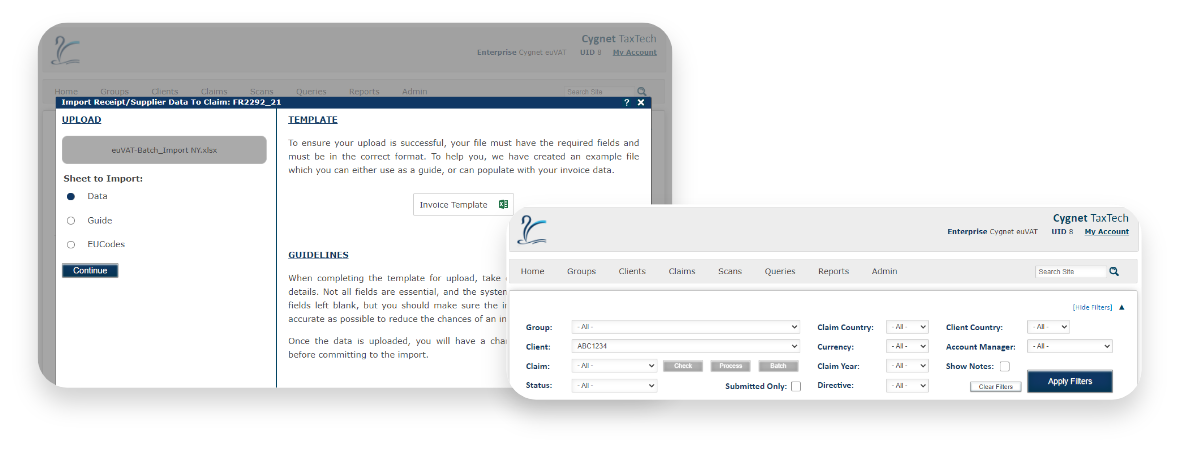 Cygnet TaxTech
Enterprise Cygnet euVAT UID 8 My Account
Home Groups Clients Claims Scans Queries Reports Admin Search Site
Import Receipt/Supplier Data To Claim: FR2292_21 ? ×
UPLOAD
euVAT-Batch_Import NY.xlsx
Sheet to Import:
Data
Guide
EUCodes
Continue
TEMPLATE
To ensure your upload is successful, your file must have the required fields and
must be in the correct format. To help you, we have created an example file
which you can either use as a guide, or can populate with your invoice data.
Invoice Template
GUIDELINES
When completing the template for upload, take
details. Not all fields are essential, and the system
fields left blank, but you should make sure the
accurate as possible to reduce the chances of an
Once the data is uploaded, you will have a
before committing to the import.
Cygnet TaxTech
Enterprise Cygnet euVAT UID 8 My Account
Home Groups Clients Claims Scans Queries Reports Admin Search Site
[Hide Filters]
Group: - All - Claim Country: - All - Client Country: - All -
Client: ABC1234 Currency: - All - Account Manager: - All -
Claim: - All - Check Process Batch Claim Year: - All - Show Notes:
Status: - All - Submitted Only: Directive: - All - Clear Filters Apply Filters